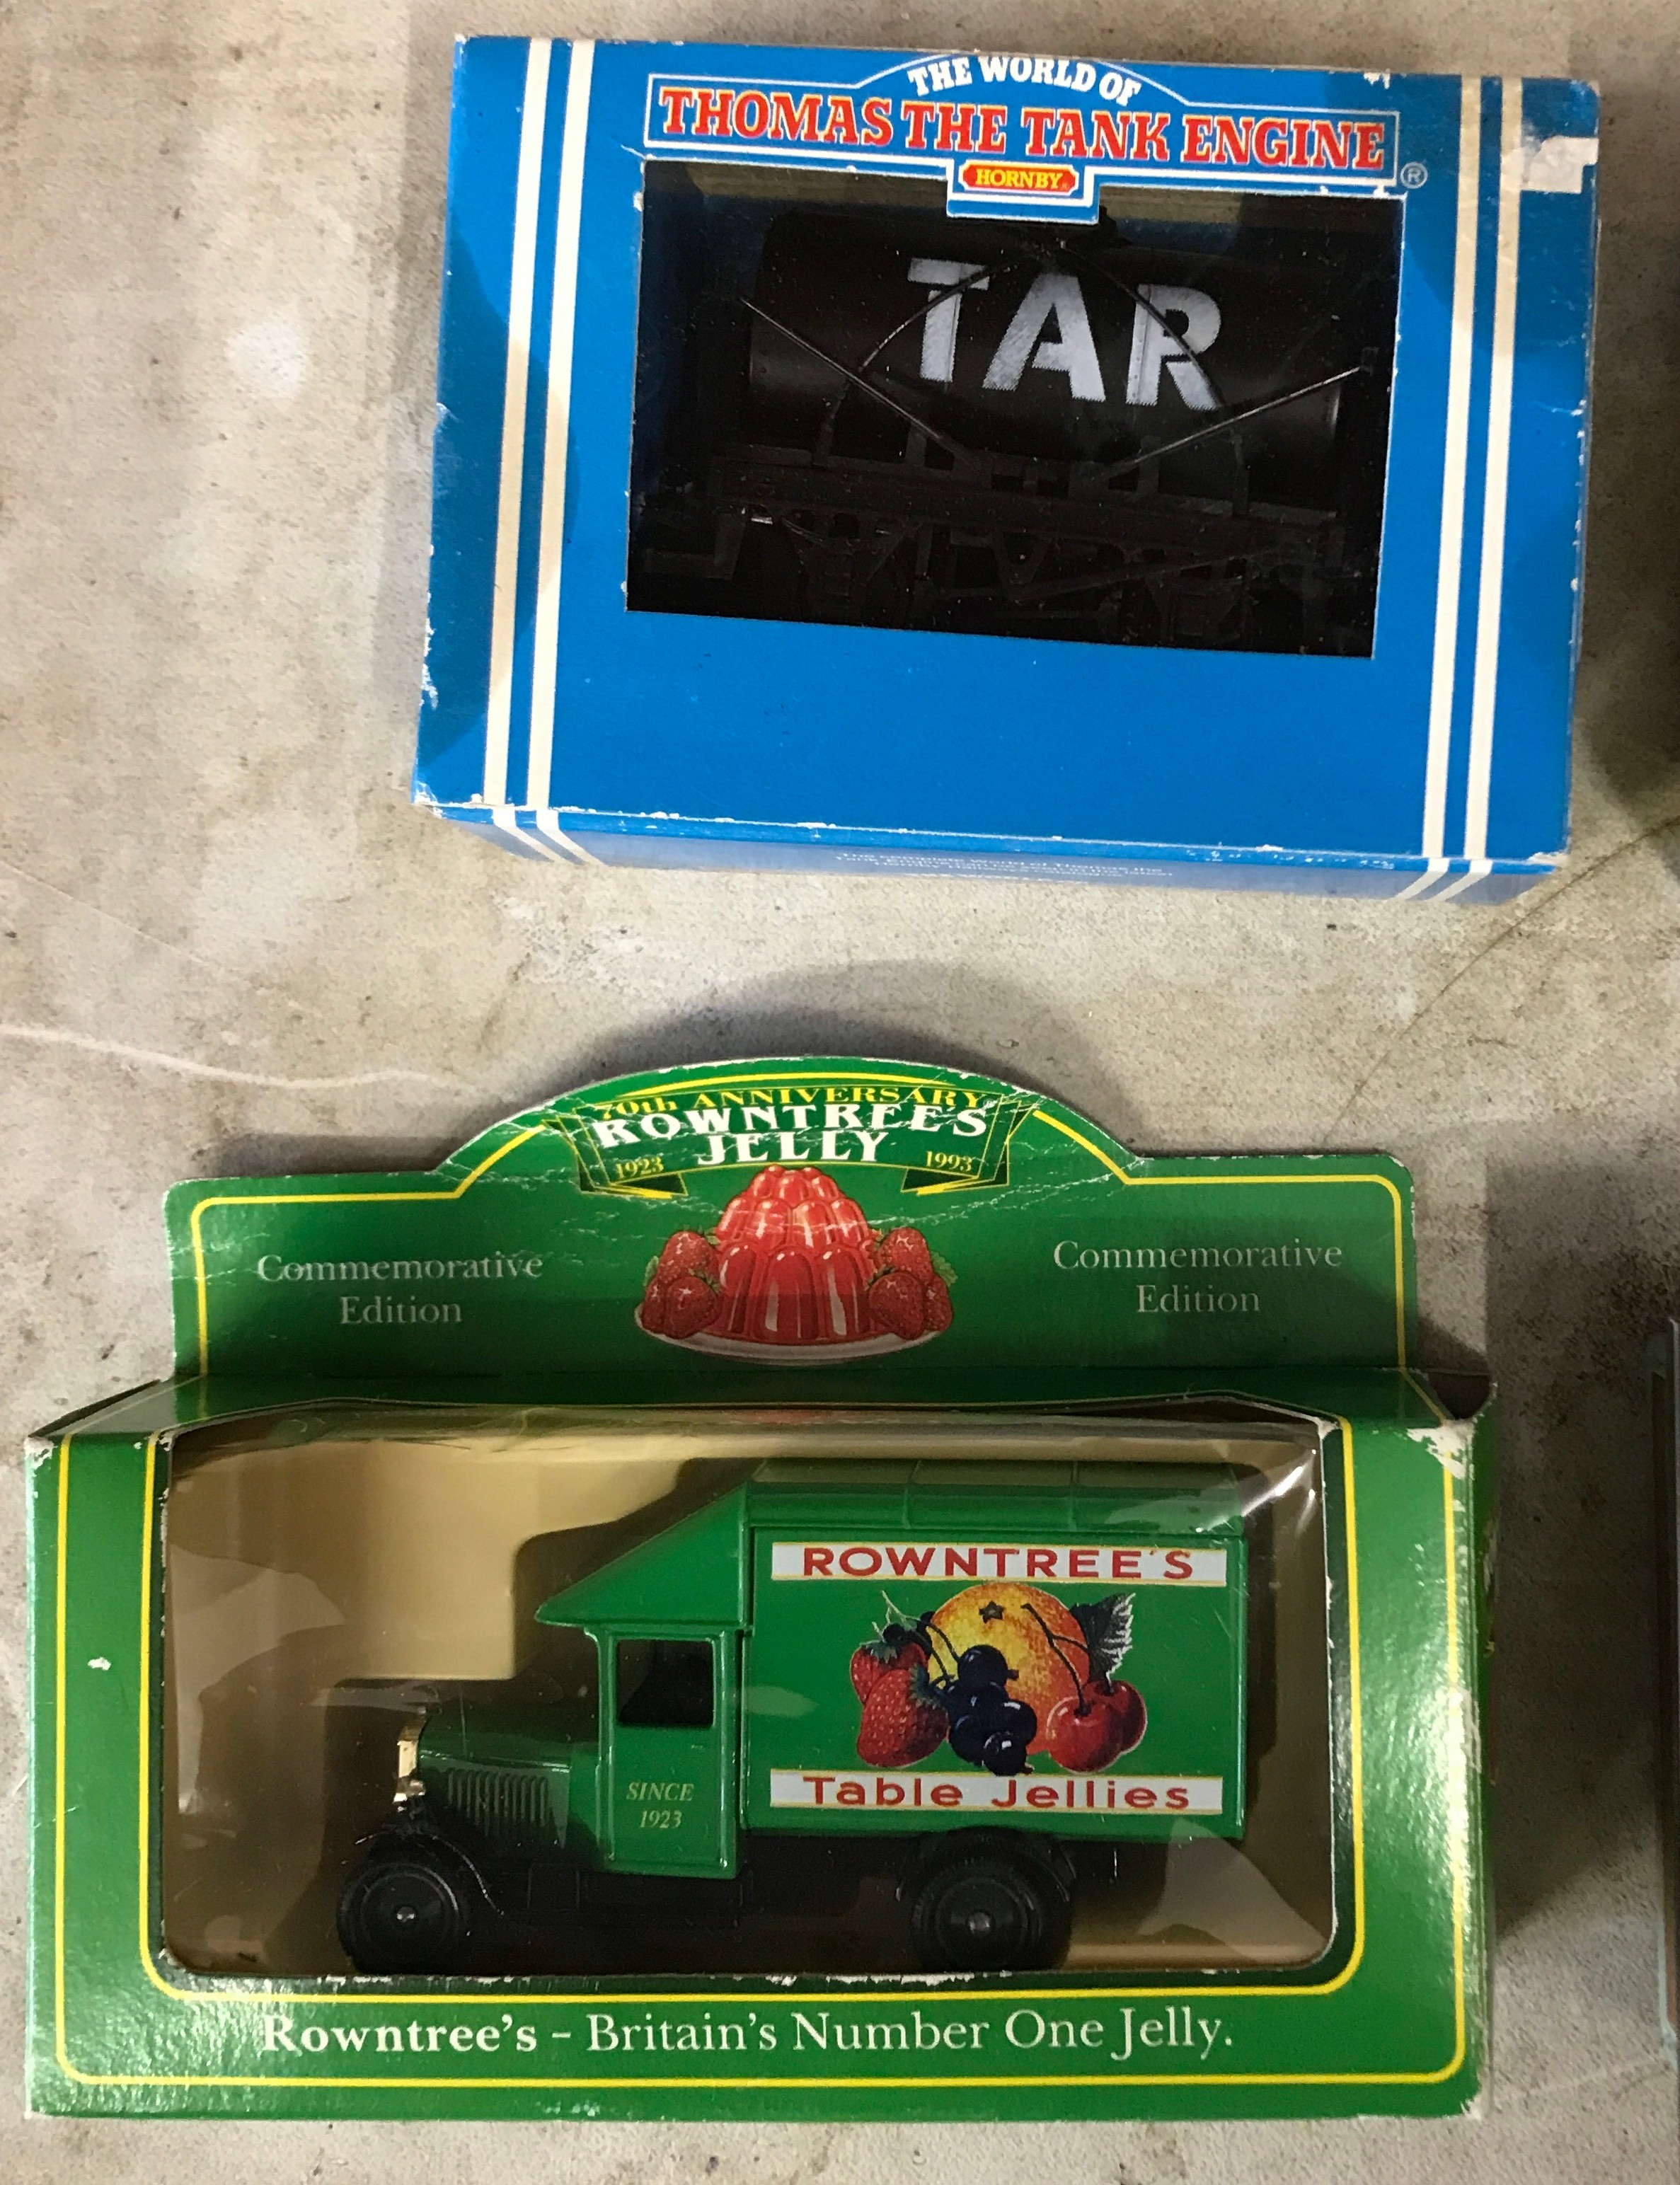 THE WORLD OF
THOMAS THE TANK ENGINE
HORNBY
®
TAR
70th ANNIVERSARY
ROWNTREE'S
JELLY
1923 1993
Commemorative
Edition
Commemorative
Edition
ROWNTREE'S
SINCE
1923
Table Jellies
Rowntree's – Britain's Number One Jelly.